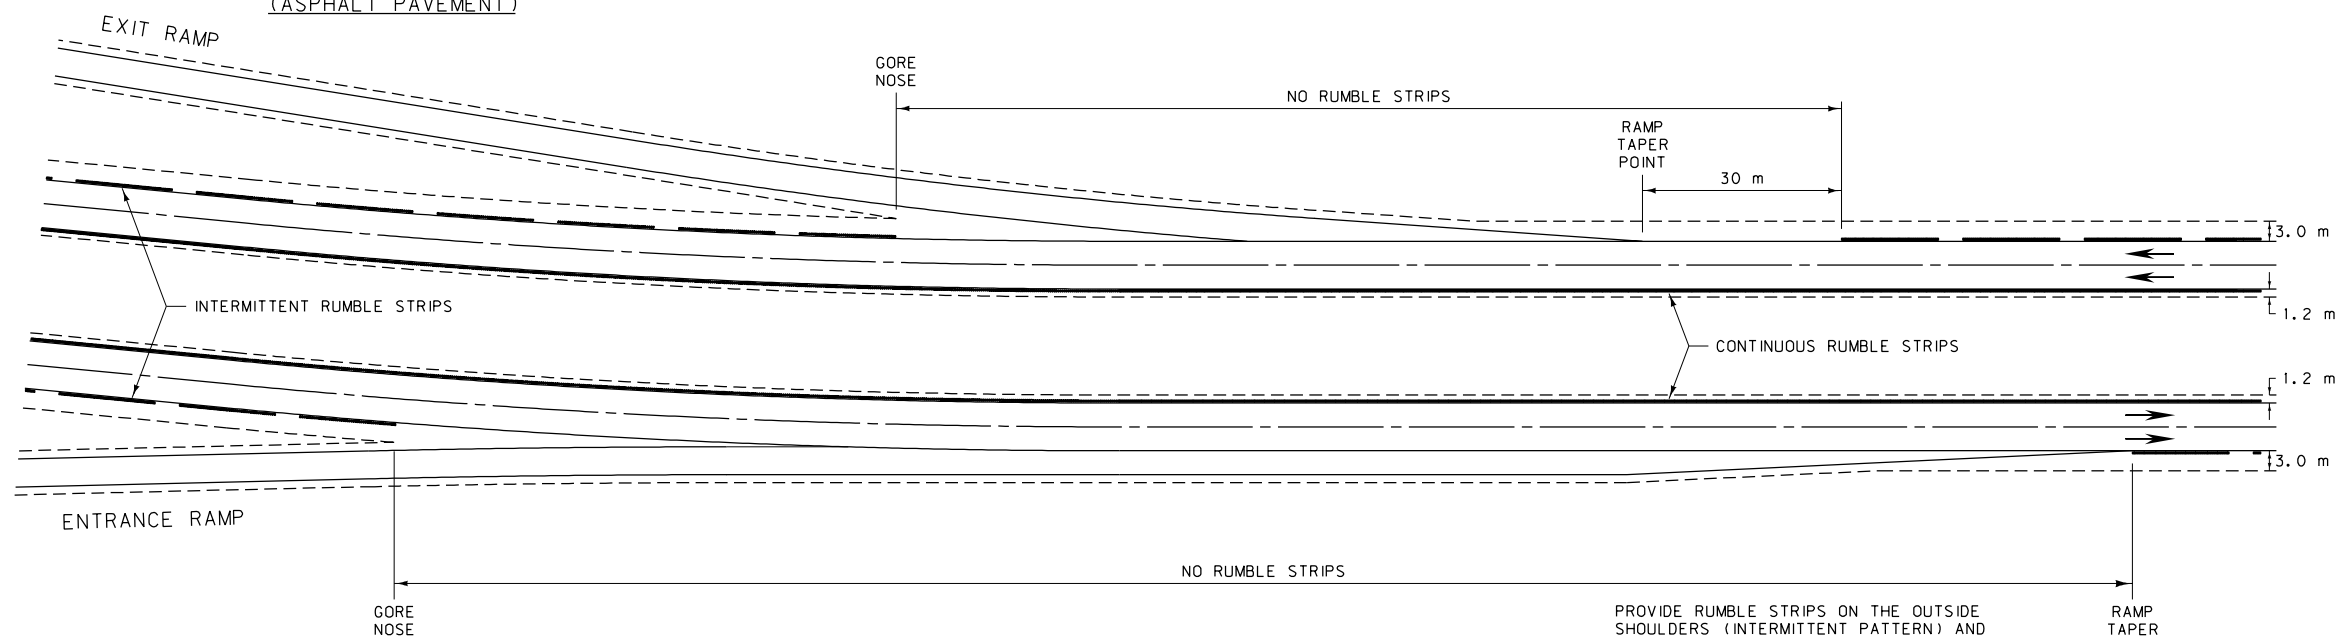 (ASPHALT PAVEMENT)
EXIT RAMP
GORE
NOSE
NO RUMBLE STRIPS
RAMP
TAPER
POINT
30 m
3.0 m
INTERMITTENT RUMBLE STRIPS
1.2 m
CONTINUOUS RUMBLE STRIPS
1.2 m
3.0 m
ENTRANCE RAMP
NO RUMBLE STRIPS
GORE
NOSE
PROVIDE RUMBLE STRIPS ON THE OUTSIDE
SHOULDERS (INTERMITTENT PATTERN) AND
RAMP
TAPER